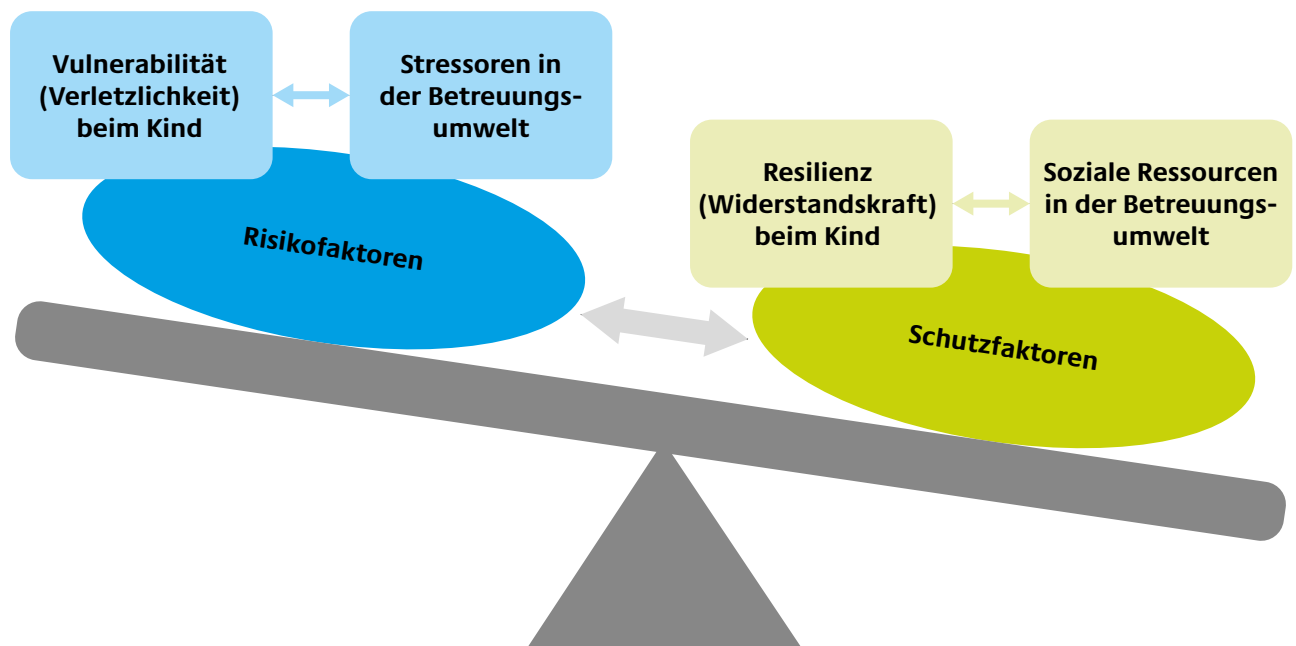 Vulnerabilität
(Verletzlichkeit)
beim Kind
Stressoren in
der Betreuungs-
umwelt
Risikofaktoren
Resilienz
(Widerstandskraft)
beim Kind
Soziale Ressourcen
in der Betreuungs-
umwelt
Schutzfaktoren